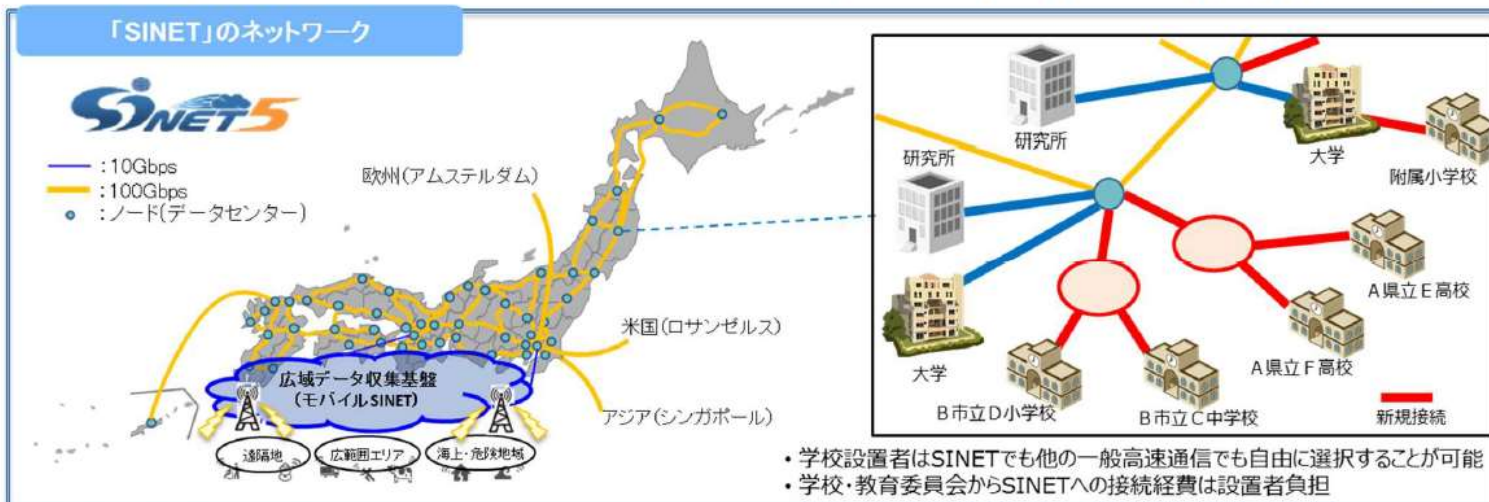 「SINET」のネットワーク
SINET5
:10Gbps
:100Gbps
:ノード(データセンター)
欧州(アムステルダム)
米国(ロサンゼルス)
アジア(シンガポール)
広域データ収集基盤
(モバイルSINET)
遠隔地
広範囲エリア
海上・危険地域
研究所
研究所
大学
附属小学校
大学
A県立E高校
A県立F高校
B市立D小学校
B市立C中学校
新規接続
・学校設置者はSINETでも他の一般高速通信でも自由に選択することが可能
・学校・教育委員会からSINETへの接続経費は設置者負担